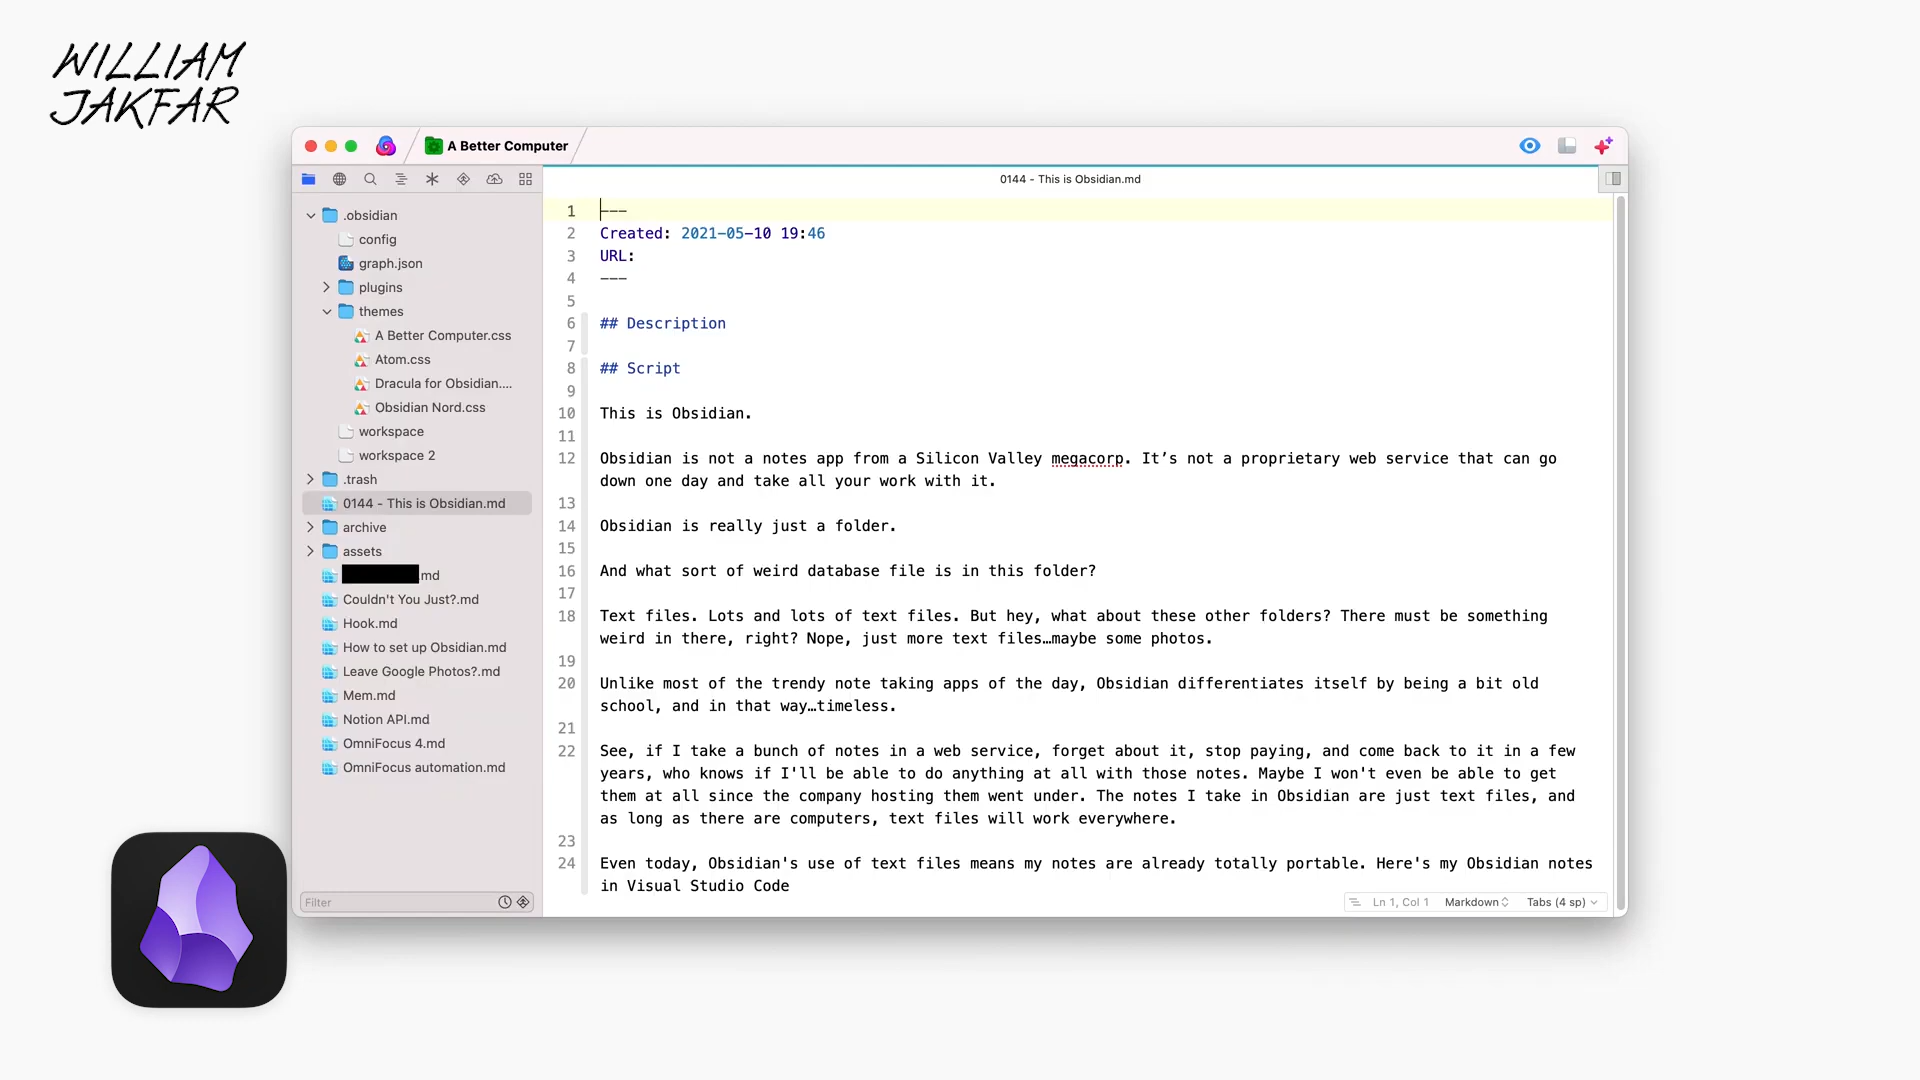 WILLIAM
JAKFAR
A Better Computer
0144 - This is Obsidian.md
.obsidian
config
graph.json
plugins
themes
A Better Computer.css
Atom.css
Dracula for Obsidian....
Obsidian Nord.css
workspace
workspace 2
.trash
0144 - This is Obsidian.md
archive
assets
.md
Couldn't You Just?.md
Hook.md
How to set up Obsidian.md
Leave Google Photos?.md
Mem.md
Notion API.md
OmniFocus 4.md
OmniFocus automation.md
Filter
1 ---
2 Created: 2021-05-10 19:46
3 URL:
4 ---
5
6 ## Description
7
8 ## Script
9
10 This is Obsidian.
11
12 Obsidian is not a notes app from a Silicon Valley megacorp. It’s not a proprietary web service that can go
down one day and take all your work with it.
13
14 Obsidian is really just a folder.
15
16 And what sort of weird database file is in this folder?
17
18 Text files. Lots and lots of text files. But hey, what about these other folders? There must be something
weird in there, right? Nope, just more text files…maybe some photos.
19
20 Unlike most of the trendy note taking apps of the day, Obsidian differentiates itself by being a bit old
school, and in that way…timeless.
21
22 See, if I take a bunch of notes in a web service, forget about it, stop paying, and come back to it in a few
years, who knows if I'll be able to do anything at all with those notes. Maybe I won't even be able to get
them at all since the company hosting them went under. The notes I take in Obsidian are just text files, and
as long as there are computers, text files will work everywhere.
23
24 Even today, Obsidian's use of text files means my notes are already totally portable. Here's my Obsidian notes
in Visual Studio Code
Ln 1, Col 1 Markdown Tabs (4 sp)